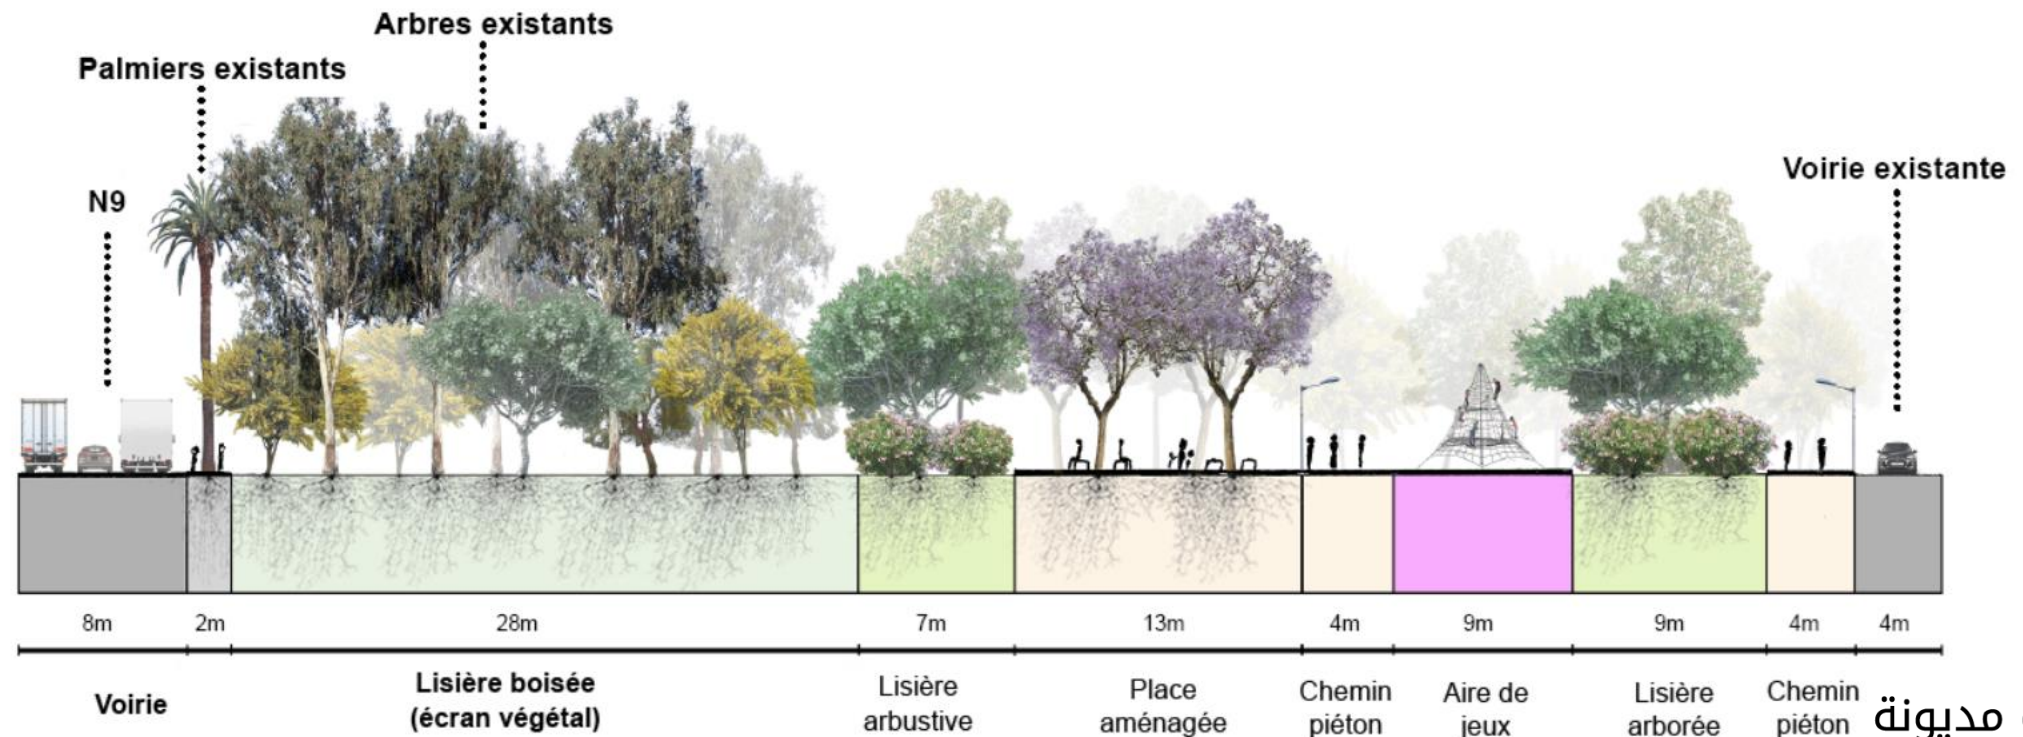 Arbres existants
Palmiers existants
Voirie existante
N9
8m 2m 28m 7m 13m 4m 9m 9m 4m 4m
Voirie
Lisière boisée
(écran végétal)
Lisière
arbustive
Place
aménagée
Chemin
piéton
Aire de
jeux
Lisière
arborée
Chemin
piéton
مديونة